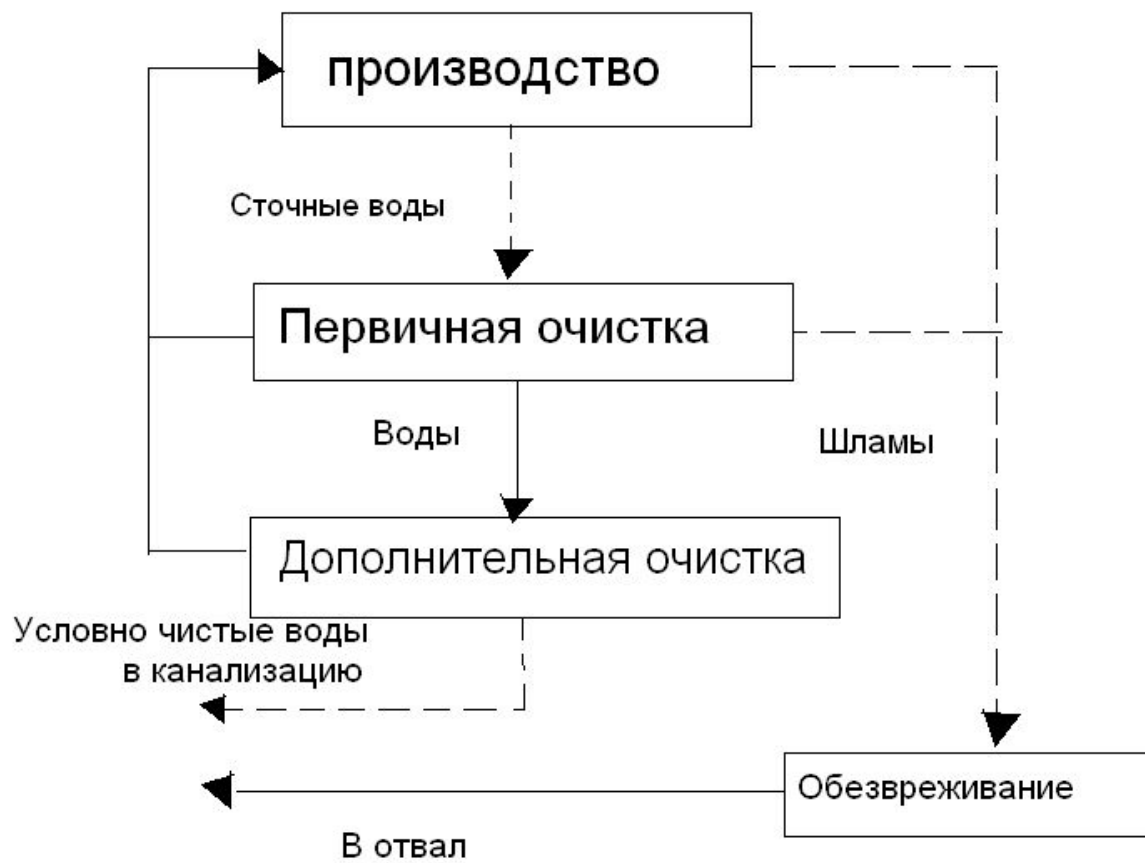 производство
Сточные воды
Первичная очистка
Воды
Шламы
Дополнительная очистка
Условно чистые воды
в канализацию
Обезвреживание
В отвал